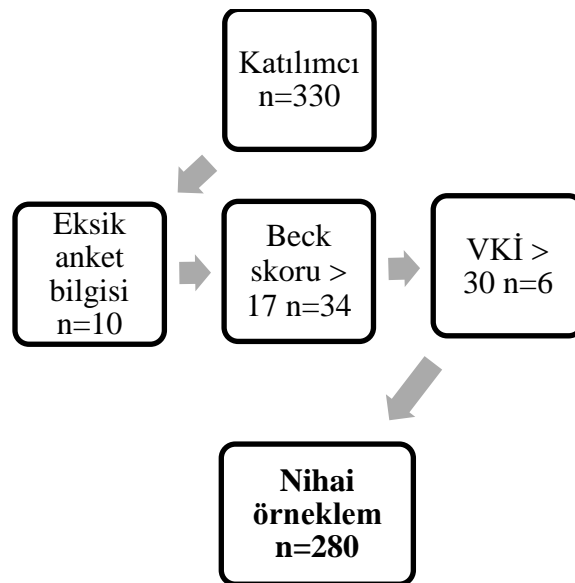 Katılımcı
n=330
Eksik
anket
bilgisi
n=10
Beck
skoru >
17 n=34
VKİ >
30 n=6
Nihai
örneklem
n=280